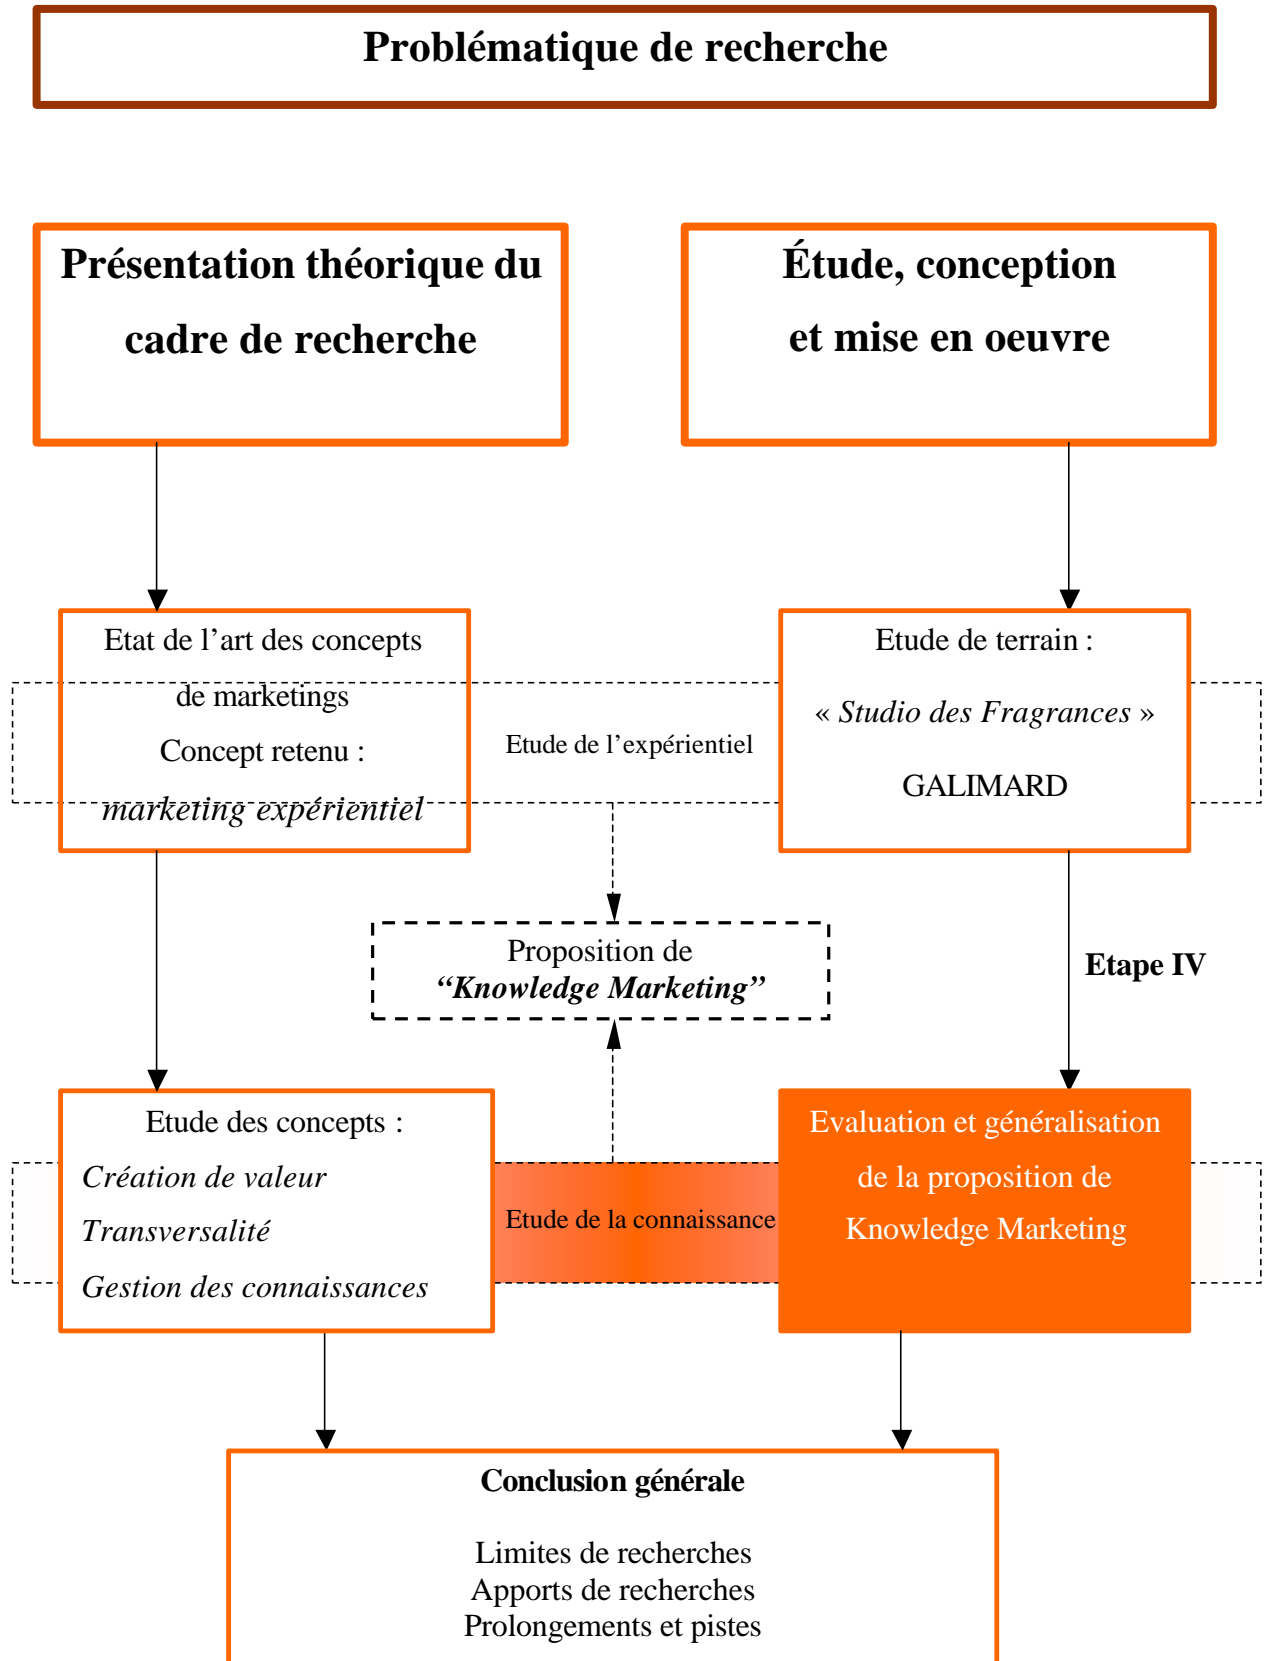 Problématique de recherche
Présentation théorique du
cadre de recherche
Étude, conception
et mise en oeuvre
Etat de l’art des concepts
de marketings
Concept retenu :
marketing expérientiel
Etude de l’expérientiel
Etude de terrain :
« Studio des Fragrances »
GALIMARD
Proposition de
“Knowledge Marketing”
Etape IV
Etude des concepts :
Création de valeur
Transversalité
Gestion des connaissances
Etude de la connaissance
Evaluation et généralisation
de la proposition de
Knowledge Marketing
Conclusion générale
Limites de recherches
Apports de recherches
Prolongements et pistes